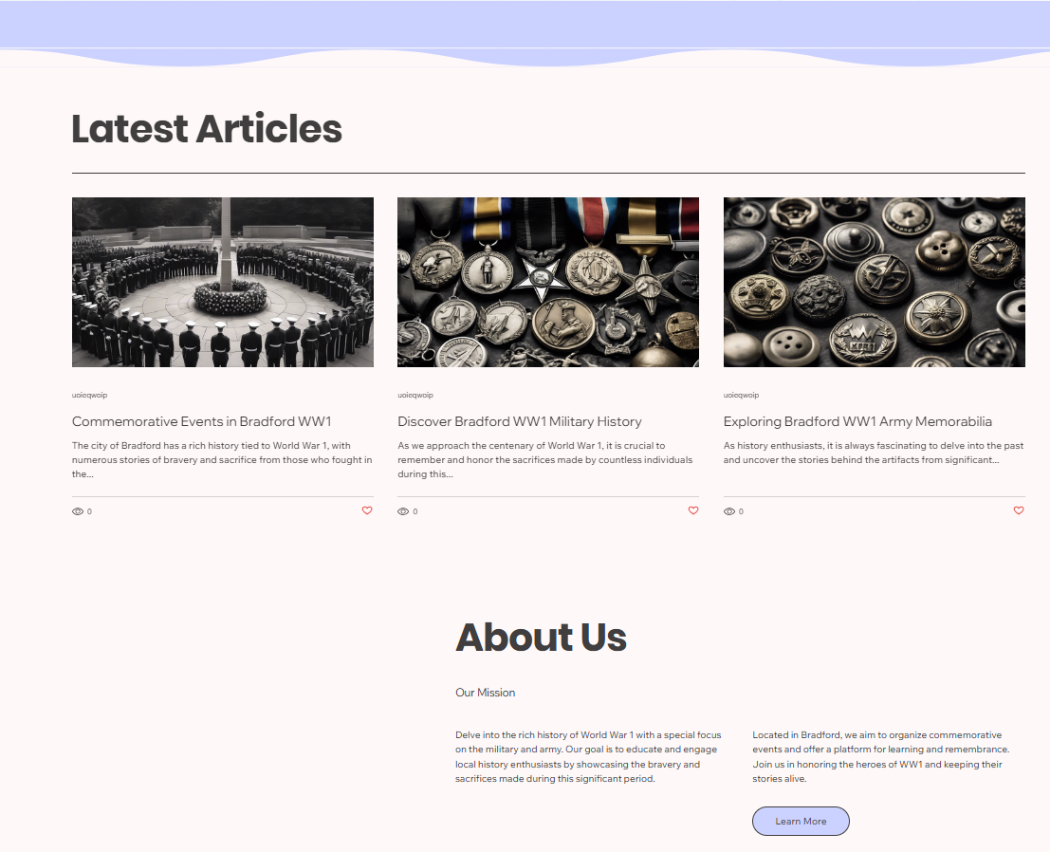 Latest Articles
uoieqwoip
Commemorative Events in Bradford WW1
The city of Bradford has a rich history tied to World War 1, with
numerous stories of bravery and sacrifice from those who fought in
the...
0
uoieqwoip
Discover Bradford WW1 Military History
As we approach the centenary of World War 1, it is crucial to
remember and honor the sacrifices made by countless individuals
during this...
0
uoieqwoip
Exploring Bradford WW1 Army Memorabilia
As history enthusiasts, it is always fascinating to delve into the past
and uncover the stories behind the artifacts from significant...
0
About Us
Our Mission
Delve into the rich history of World War 1 with a special focus
on the military and army. Our goal is to educate and engage
local history enthusiasts by showcasing the bravery and
sacrifices made during this significant period.
Located in Bradford, we aim to organize commemorative
events and offer a platform for learning and remembrance.
Join us in honoring the heroes of WW1 and keeping their
stories alive.
Learn More